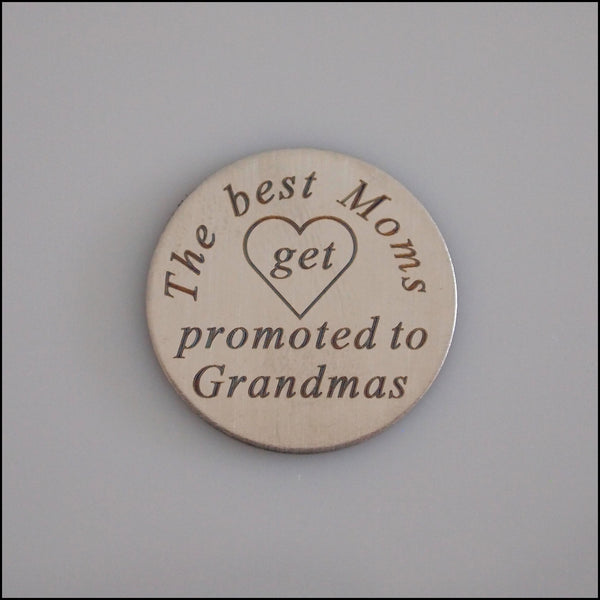 The best Moms
get
promoted to
Grandmas